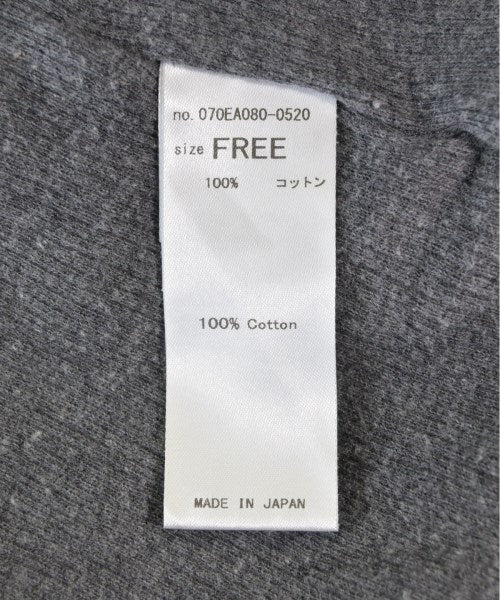 no. 070EA080-0520
size FREE
100% コットン
100% Cotton
MADE IN JAPAN